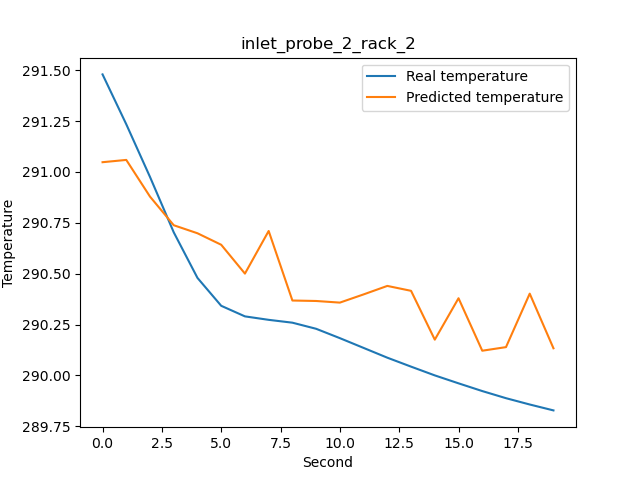 inlet_probe_2_rack_2
Real temperature
Predicted temperature
Temperature
291.50
291.25
291.00
290.75
290.50
290.25
290.00
289.75
0.0 2.5 5.0 7.5 10.0 12.5 15.0 17.5
Second